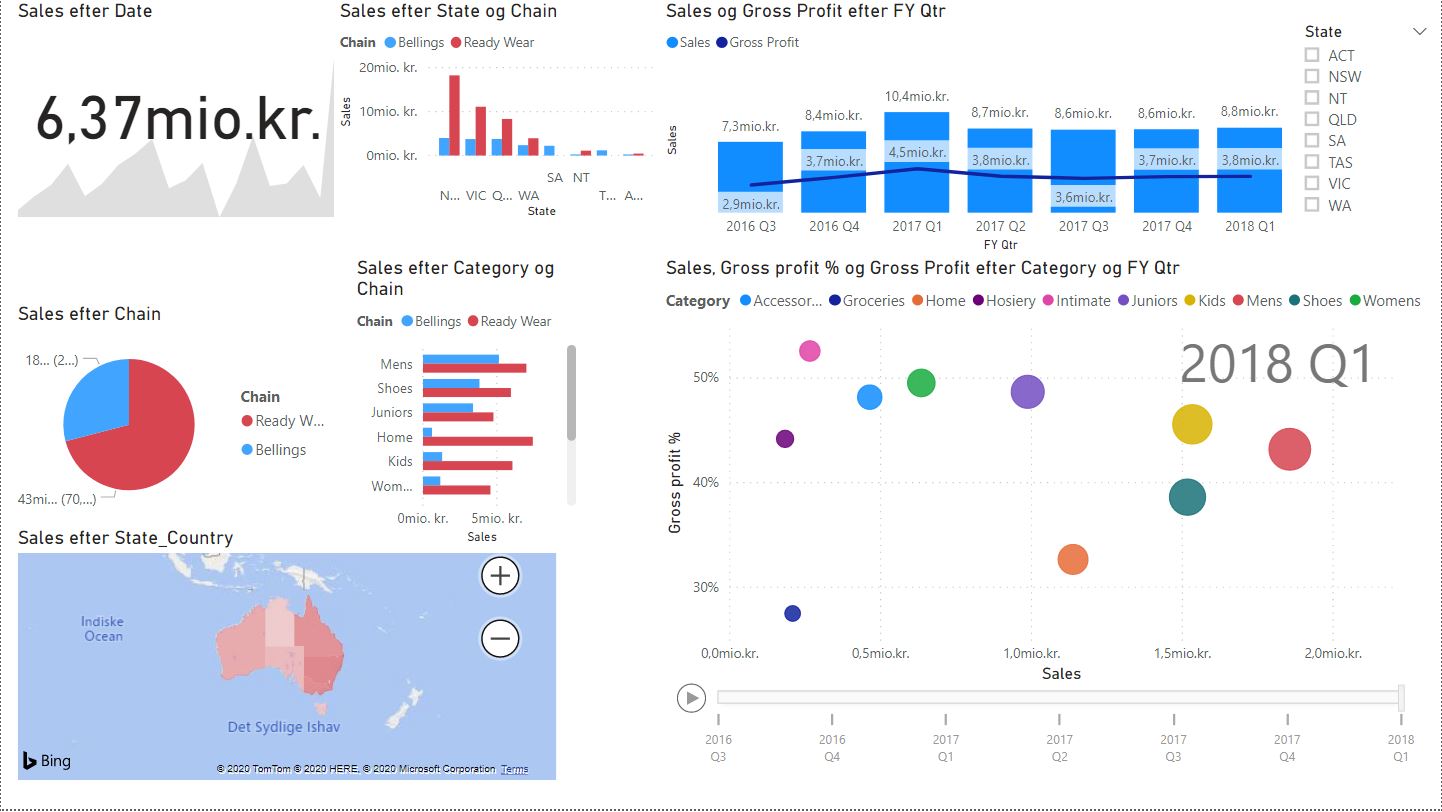 Sales efter Date
6,37mio.kr.
Sales efter State og Chain
Chain Bellings Ready Wear
Sales
20mio. kr.
10mio. kr.
0mio. kr.
SA NT
N... VIC Q... WA T... A...
State
Sales og Gross Profit efter FY Qtr
Sales Gross Profit
Sales
7,3mio.kr. 8,4mio.kr. 10,4mio.kr. 8,7mio.kr. 8,6mio.kr. 8,6mio.kr. 8,8mio.kr.
2,9mio.kr. 3,7mio.kr. 4,5mio.kr. 3,8mio.kr. 3,6mio.kr. 3,7mio.kr. 3,8mio.kr.
2016 Q3 2016 Q4 2017 Q1 2017 Q2 2017 Q3 2017 Q4 2018 Q1
FY Qtr
State
ACT
NSW
NT
QLD
SA
TAS
VIC
WA
Sales efter Chain
18... (2...)
43mi... (70,...)
Chain
Ready W...
Bellings
Sales efter Category og
Chain
Chain Bellings Ready Wear
Mens
Shoes
Juniors
Home
Kids
Wom...
0mio. kr. 5mio. kr.
Sales
Sales, Gross profit % og Gross Profit efter Category og FY Qtr
Category Accessor... Groceries Home Hosiery Intimate Juniors Kids Mens Shoes Womens
2018 Q1
Gross profit %
50%
40%
30%
0,0mio.kr. 0,5mio.kr. 1,0mio.kr. 1,5mio.kr. 2,0mio.kr.
Sales
2016 2016 2017 2017 2017 2017 2018
Q3 Q4 Q1 Q2 Q3 Q4 Q1
Sales efter State_Country
Indiske
Ocean
Det Sydlige Ishav
Bing
© 2020 TomTom © 2020 HERE, © 2020 Microsoft Corporation Terms